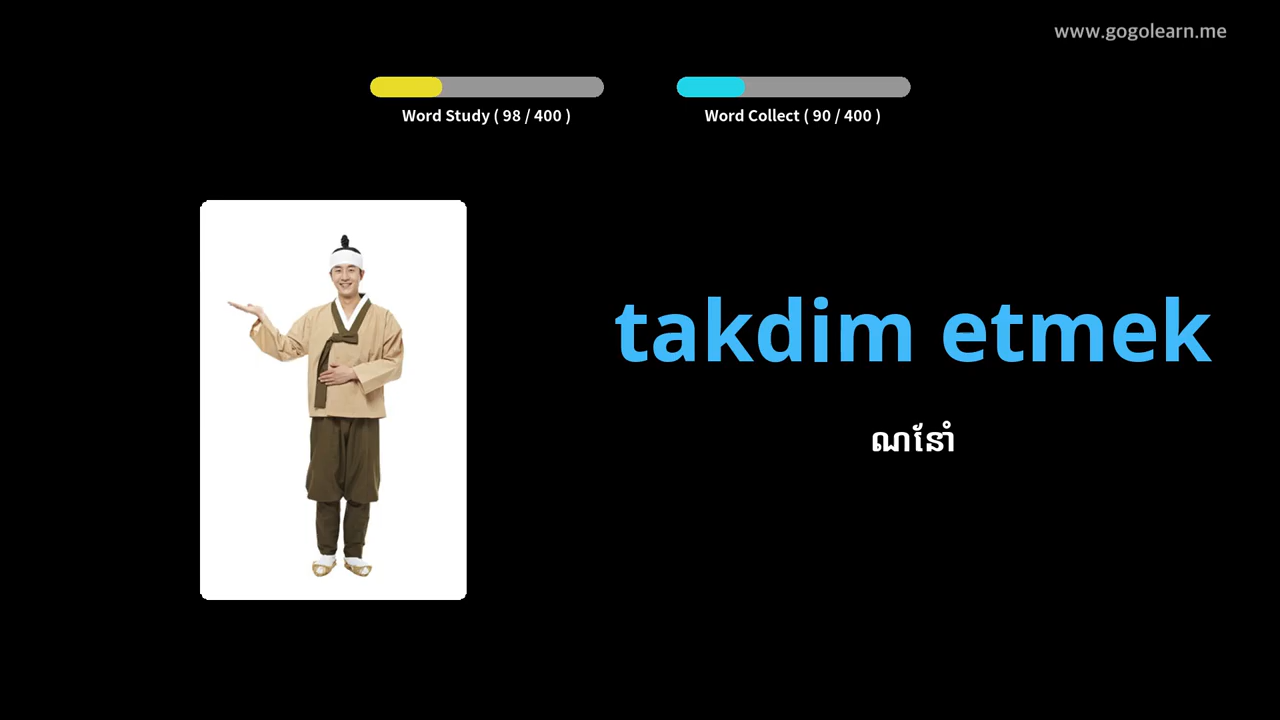 www.gogolearn.me
Word Study ( 98 / 400 )
Word Collect ( 90 / 400 )
takdim etmek
ណែនាំ